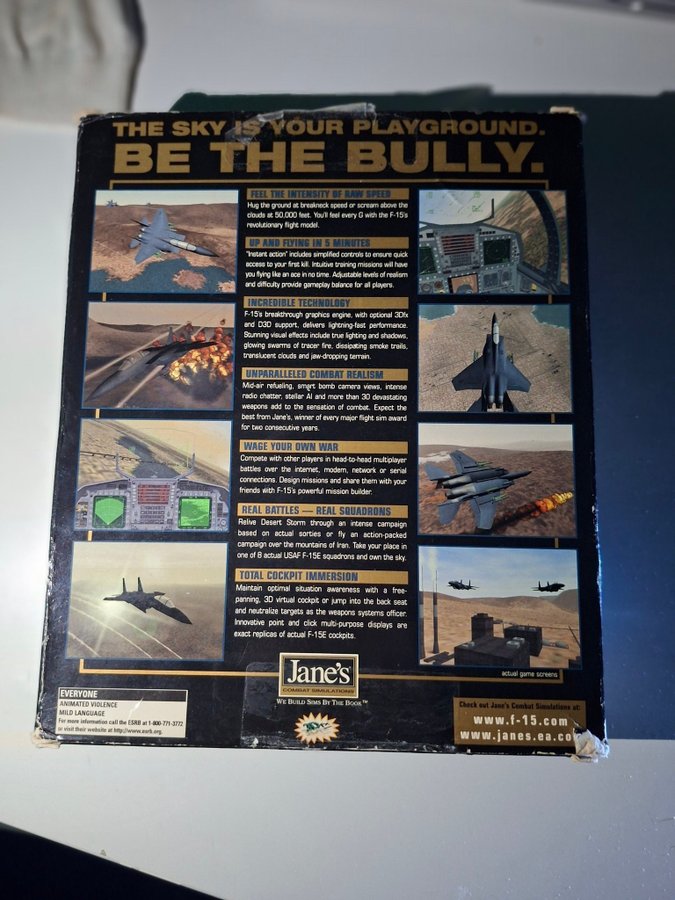 THE SKY IS YOUR PLAYGROUND.
BE THE BULLY.
FEEL THE INTENSITY OF RAW SPEED
Hug the ground at breakneck speed or scream above the
clouds at 50,000 feet. You'll feel every G with the F-15's
revolutionary flight model.
UP AND FLYING IN 5 MINUTES
"Instant action" includes simplified controls to ensure quick
access to your first kill. Intuitive training missions will have
you flying like an ace in no time. Adjustable levels of realism
and difficulty provide gameplay balance for all players.
INCREDIBLE TECHNOLOGY
F-15's breakthrough graphics engine, with optional 3Dfx
and D3D support, delivers lightning-fast performance.
Stunning visual effects include true lighting and shadows,
glowing swarms of tracer fire, dissipating smoke trails,
translucent clouds and jaw-dropping terrain.
UNPARALLELED COMBAT REALISM
Mid-air refueling, smart bomb camera views, intense
radio chatter, stellar AI and more than 30 devastating
weapons add to the sensation of combat. Expect the
best from Jane's, winner of every major flight sim award
for two consecutive years.
WAGE YOUR OWN WAR
Compete with other players in head-to-head multiplayer
battles over the internet, modem, network or serial
connections. Design missions and share them with your
friends with F-15's powerful mission builder.
REAL BATTLES — REAL SQUADRONS
Relive Desert Storm through an intense campaign
based on actual sorties or fly an action-packed
campaign over the mountains of Iran. Take your place in
one of 8 actual USAF F-15E squadrons and own the sky.
TOTAL COCKPIT IMMERSION
Maintain optimal situation awareness with a free-
panning, 3D virtual cockpit or jump into the back seat
and neutralize targets as the weapons systems officer.
Innovative point and click multi-purpose displays are
exact replicas of actual F-15E cockpits.
actual game screens
Jane's
COMBAT SIMULATIONS
WE BUILD SIMS BY THE BOOK™
EVERYONE
ANIMATED VIOLENCE
MILD LANGUAGE
For more information call the ESRB at 1-800-771-3772
or visit their website at http://www.esrb.org.
Check out Jane's Combat Simulations at:
www.f-15.com
www.janes.ea.co